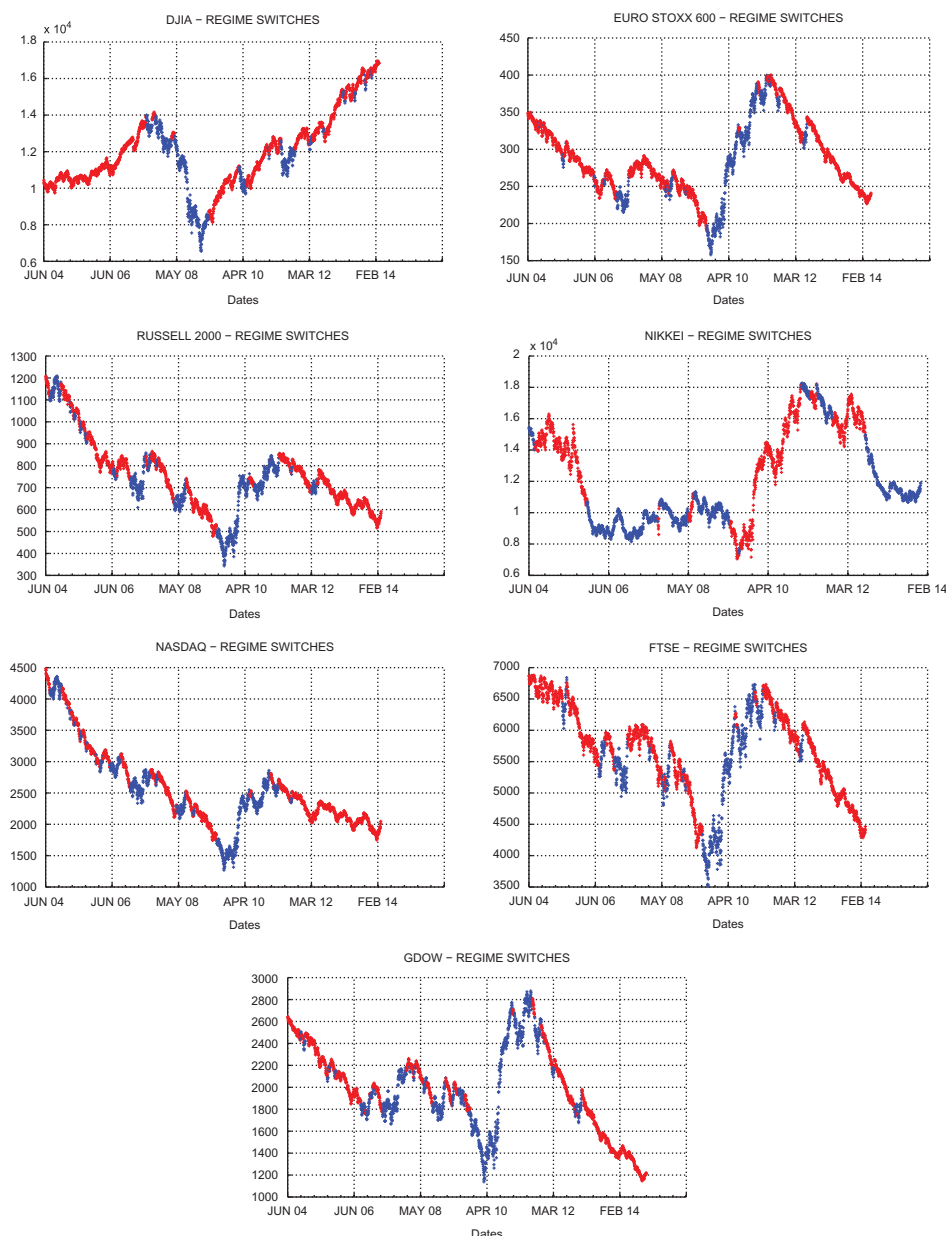 DJIA − REGIME SWITCHES
x 10⁴
1.8
1.6
1.4
1.2
1.0
0.8
0.6
JUN 04 JUN 06 MAY 08 APR 10 MAR 12 FEB 14
Dates
EURO STOXX 600 − REGIME SWITCHES
450
400
350
300
250
200
150
JUN 04 JUN 06 MAY 08 APR 10 MAR 12 FEB 14
Dates
RUSSELL 2000 − REGIME SWITCHES
1300
1200
1100
1000
900
800
700
600
500
400
300
JUN 04 JUN 06 MAY 08 APR 10 MAR 12 FEB 14
Dates
NIKKEI − REGIME SWITCHES
x 10⁴
2
1.8
1.6
1.4
1.2
1.0
0.8
0.6
JUN 04 JUN 06 MAY 08 APR 10 MAR 12 FEB 14
Dates
NASDAQ − REGIME SWITCHES
4500
4000
3500
3000
2500
2000
1500
1000
JUN 04 JUN 06 MAY 08 APR 10 MAR 12 FEB 14
Dates
FTSE − REGIME SWITCHES
7000
6500
6000
5500
5000
4500
4000
3500
JUN 04 JUN 06 MAY 08 APR 10 MAR 12 FEB 14
Dates
GDOW − REGIME SWITCHES
3000
2800
2600
2400
2200
2000
1800
1600
1400
1200
1000
JUN 04 JUN 06 MAY 08 APR 10 MAR 12 FEB 14
Dates